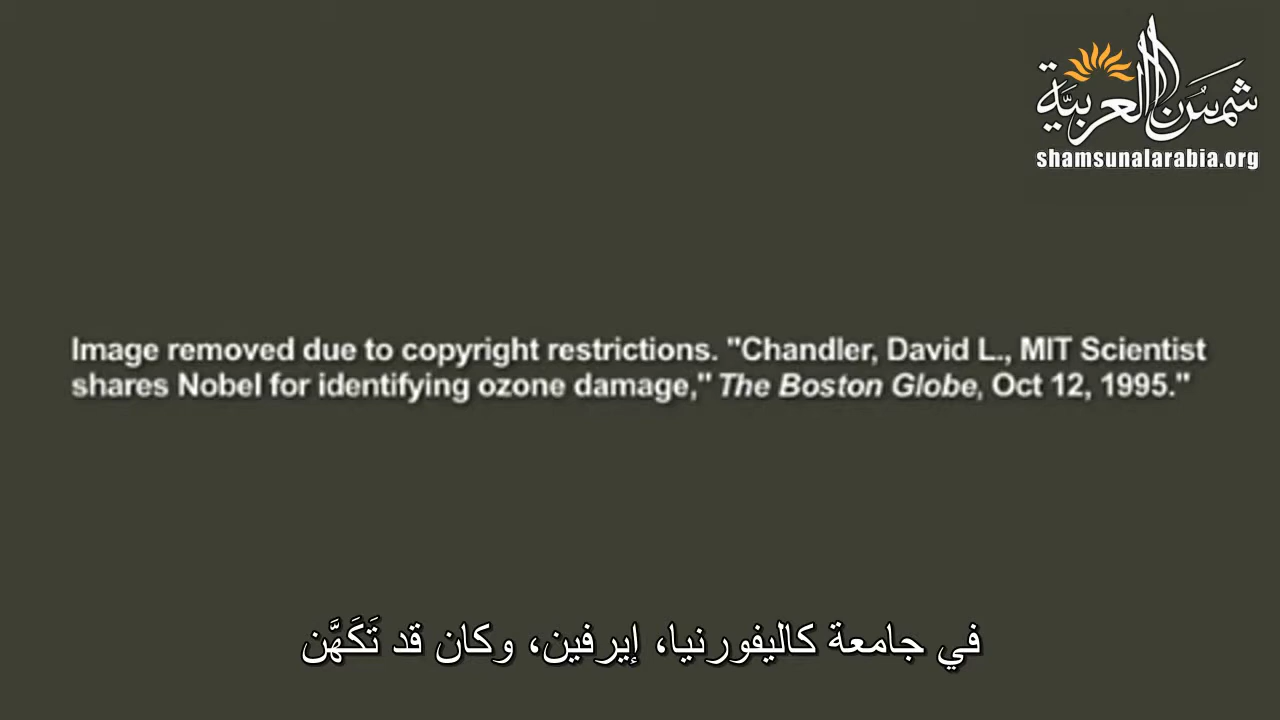 شمس العربية
shamsunalarabia.org
Image removed due to copyright restrictions. "Chandler, David L., MIT Scientist
shares Nobel for identifying ozone damage," The Boston Globe, Oct 12, 1995."
في جامعة كاليفورنيا، إيرفين، وكان قد تَكَهَّن